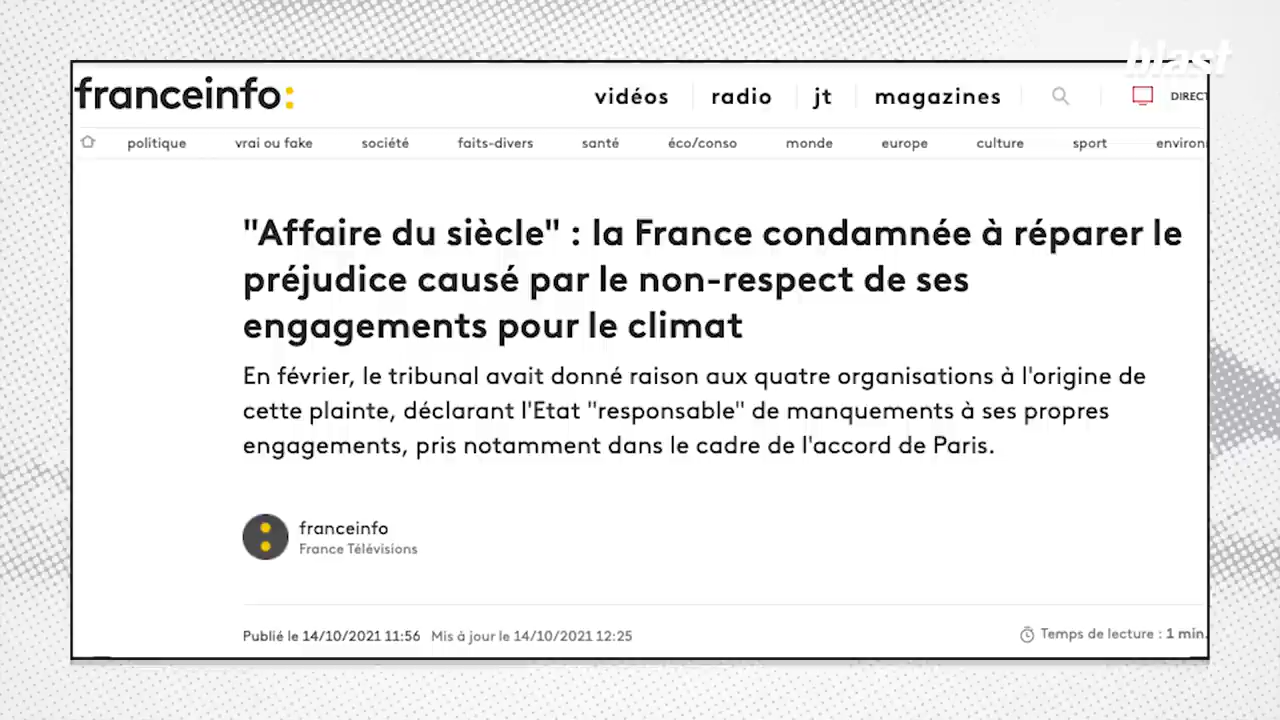 blast
franceinfo:
vidéos radio jt magazines DIRECT
politique vrai ou fake société faits-divers santé éco/conso monde europe culture sport environ
"Affaire du siècle" : la France condamnée à réparer le
préjudice causé par le non-respect de ses
engagements pour le climat
En février, le tribunal avait donné raison aux quatre organisations à l'origine de
cette plainte, déclarant l'Etat "responsable" de manquements à ses propres
engagements, pris notamment dans le cadre de l'accord de Paris.
franceinfo
France Télévisions
Publié le 14/10/2021 11:56 Mis à jour le 14/10/2021 12:25
Temps de lecture : 1 min.